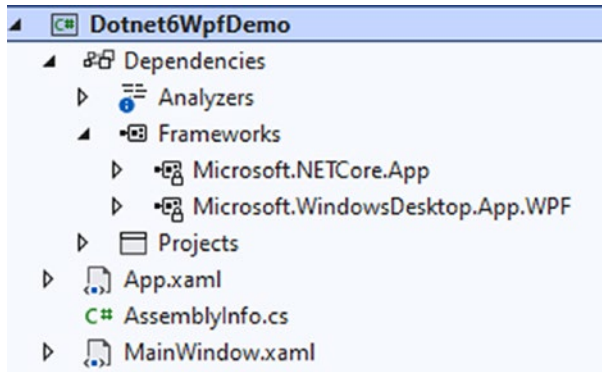 C# Dotnet6WpfDemo
Dependencies
Analyzers
Frameworks
Microsoft.NETCore.App
Microsoft.WindowsDesktop.App.WPF
Projects
App.xaml
C# AssemblyInfo.cs
MainWindow.xaml